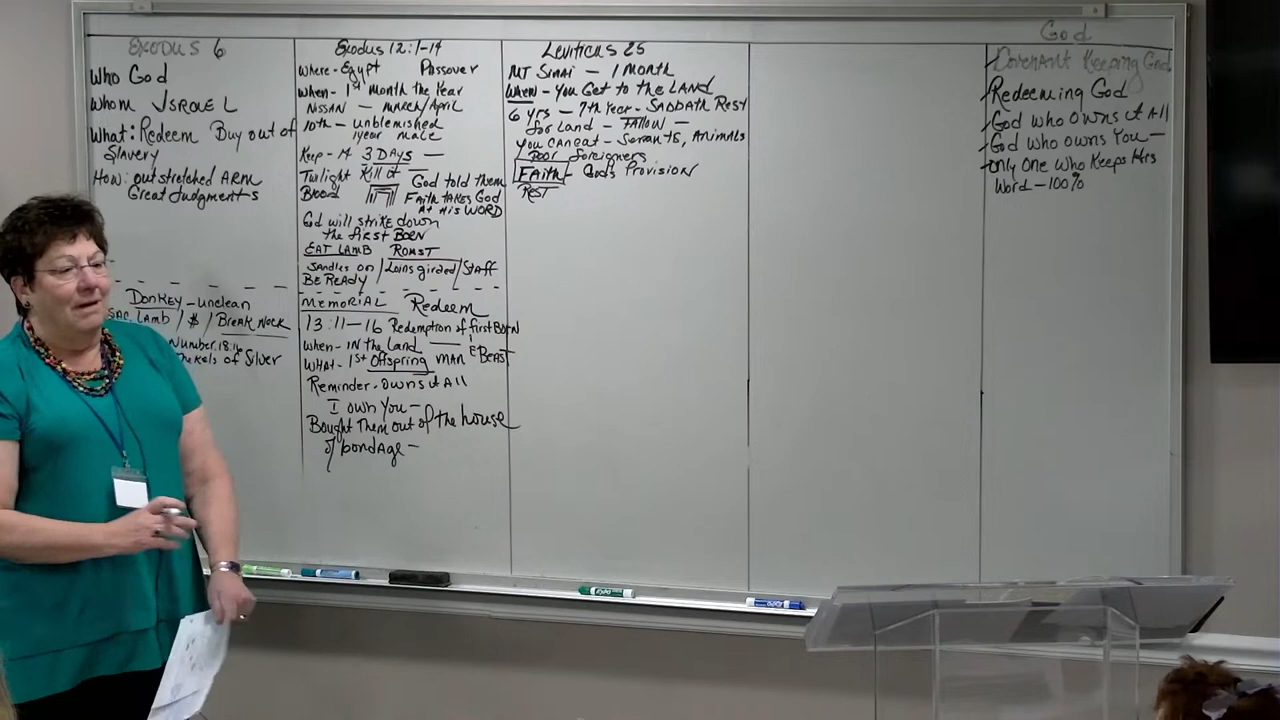 Exodus 6
Who God
Whom ISRAEL
What: Redeem Buy out of
Slavery
How: outstretched ARM
Great Judgments
Donkey - unclean
SAC. Lamb / $ / Break Neck
Number 18:16
Shekels of Silver
Exodus 12:1-14
Where - Egypt Passover
When - 1st Month the Year
NISSAN - MARCH/April
10th - unblemished
1 year male
Keep - 14 3 DAYS -
Twilight Kill it
Blood God told them
FAITH TAKES God
At His WORD
God will strike down
the first BORN
EAT LAMB ROAST
Sandles on / Loins girded / Staff
BE READY
Memorial Redeem
13:11-16 Redemption of first BORN
when - IN the Land
WHAT - 1st Offspring MAN & BEAST
Reminder - owns it All
I own You -
Bought Them out of the house
of bondage -
Leviticus 25
MT Sinai - 1 Month
When - You Get to the LAND
6 yrs - 7th Year - SABBATH Rest
for Land - FALLOW -
You can eat - Servants, Animals
Poor foreigners
FAITH - God's Provision
Rest
God
Covenant Keeping God
Redeeming God
God who owns it All
God who owns You -
only One who Keeps His
Word - 100%
EXPO
EXPO